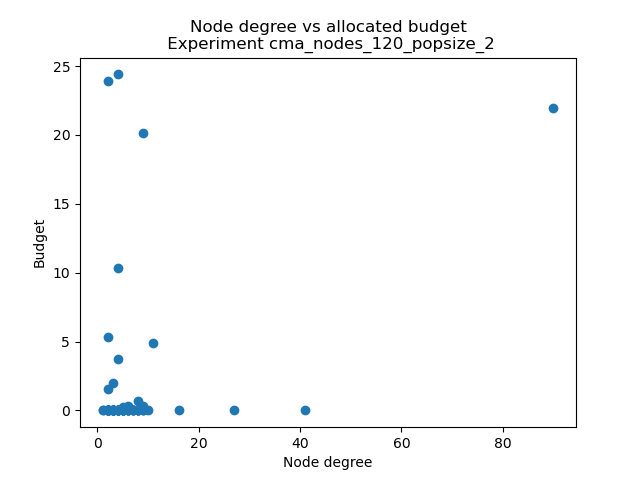 Node degree vs allocated budget
Experiment cma_nodes_120_popsize_2
25
20
15
10
5
0
Budget
0 20 40 60 80
Node degree